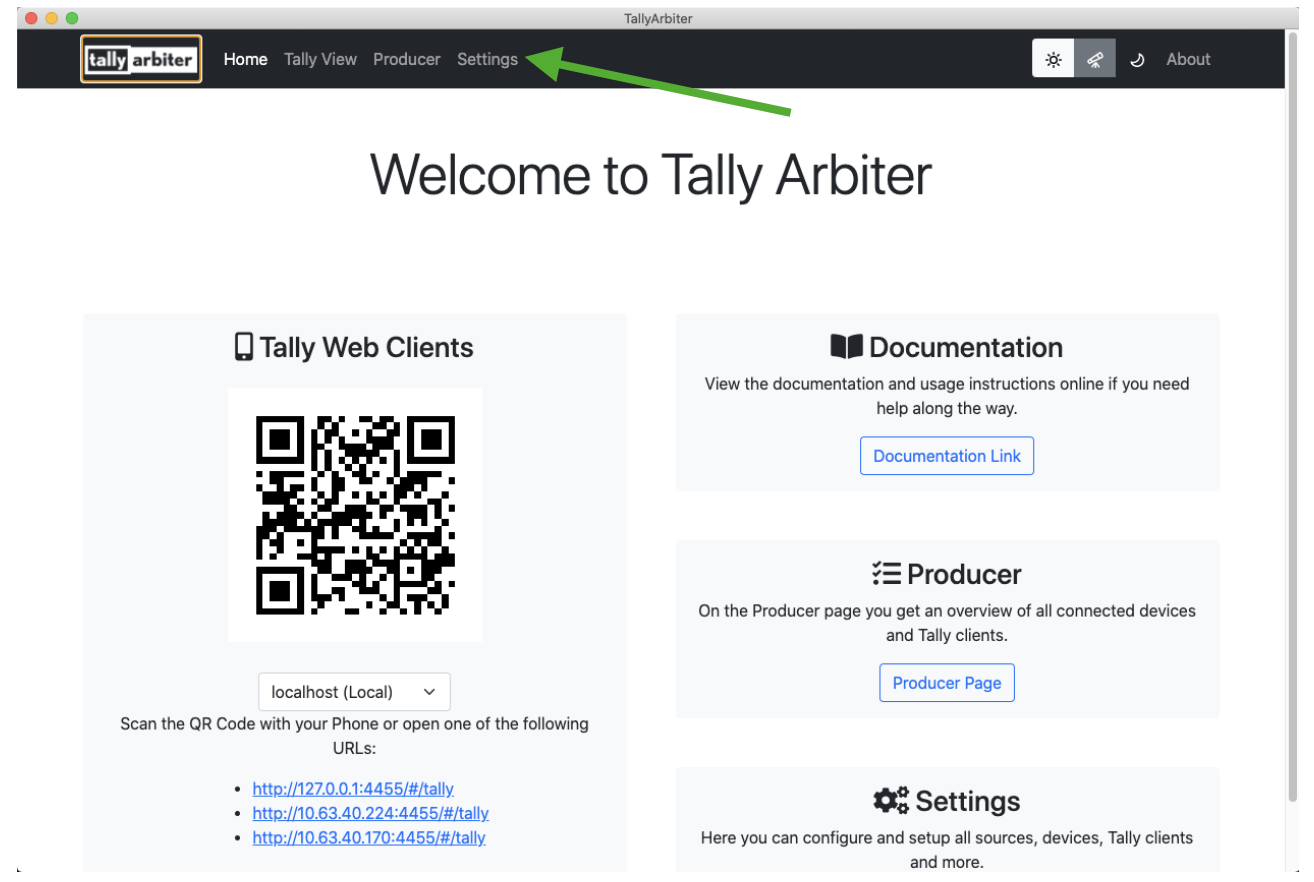 TallyArbiter
tally arbiter Home Tally View Producer Settings About
Welcome to Tally Arbiter
Tally Web Clients
localhost (Local)
Scan the QR Code with your Phone or open one of the following
URLs:
• http://127.0.0.1:4455/#/tally
• http://10.63.40.224:4455/#/tally
• http://10.63.40.170:4455/#/tally
Documentation
View the documentation and usage instructions online if you need
help along the way.
Documentation Link
Producer
On the Producer page you get an overview of all connected devices
and Tally clients.
Producer Page
Settings
Here you can configure and setup all sources, devices, Tally clients
and more.